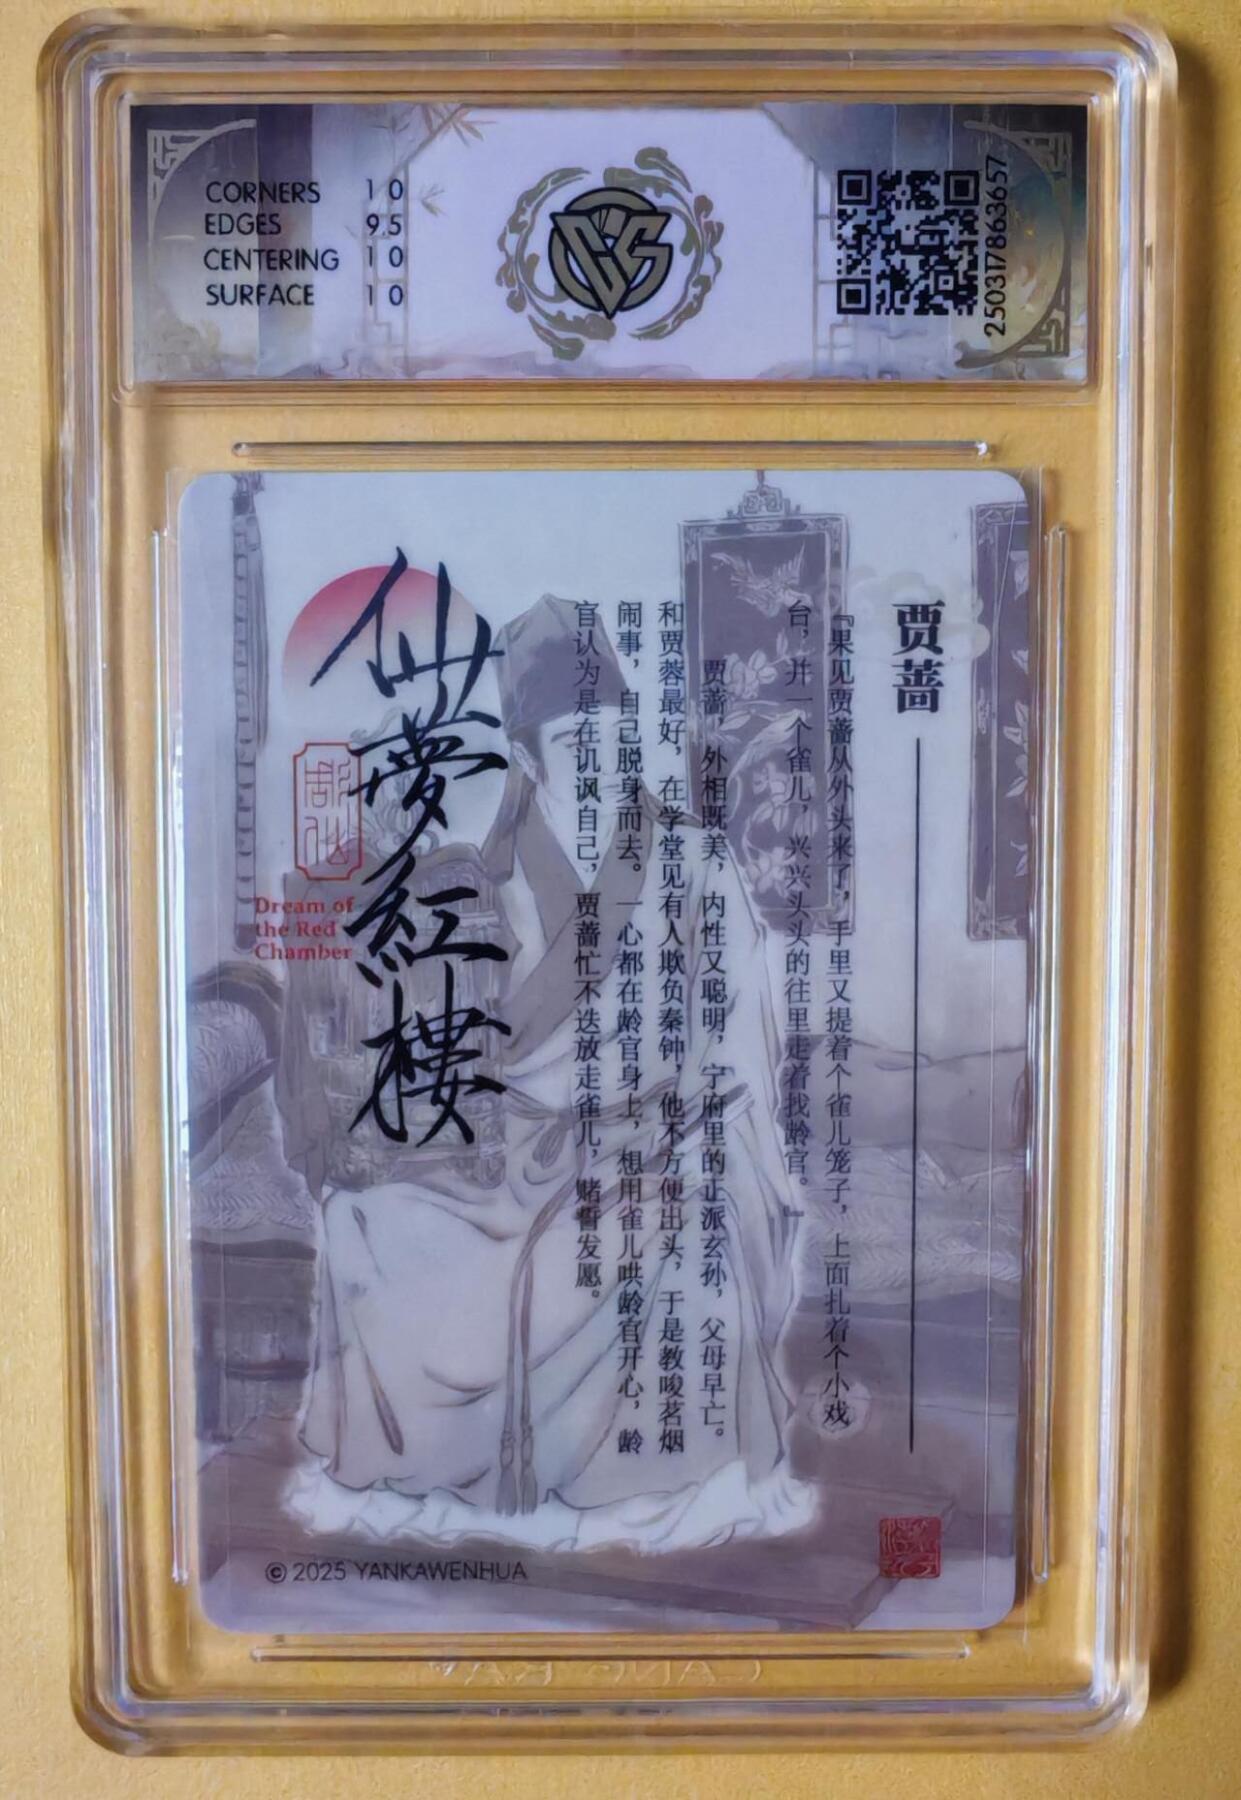 CORNERS 10
EDGES 9.5
CENTERING 10
SURFACE 10
CCG
2503178636​57
贾蔷
『果见贾蔷从外头来了，手里又提着个雀儿笼子，上面扎着个小戏
台，并一个雀儿，兴兴头头的往里走着找龄官。』
贾蔷，外相既美，内性又聪明，宁府里的正派玄孙，父母早亡。
和贾蓉最好，在学堂见有人欺负秦钟，他不方便出头，于是教唆茗烟
闹事，自己脱身而去。一心都在龄官身上，想用雀儿哄龄官开心，龄
官认为是在讥讽自己，贾蔷忙不迭放走雀儿，赌誓发愿。
仙夢紅樓
Dream of
the Red
Chamber
© 2025 YANKAWENHUA